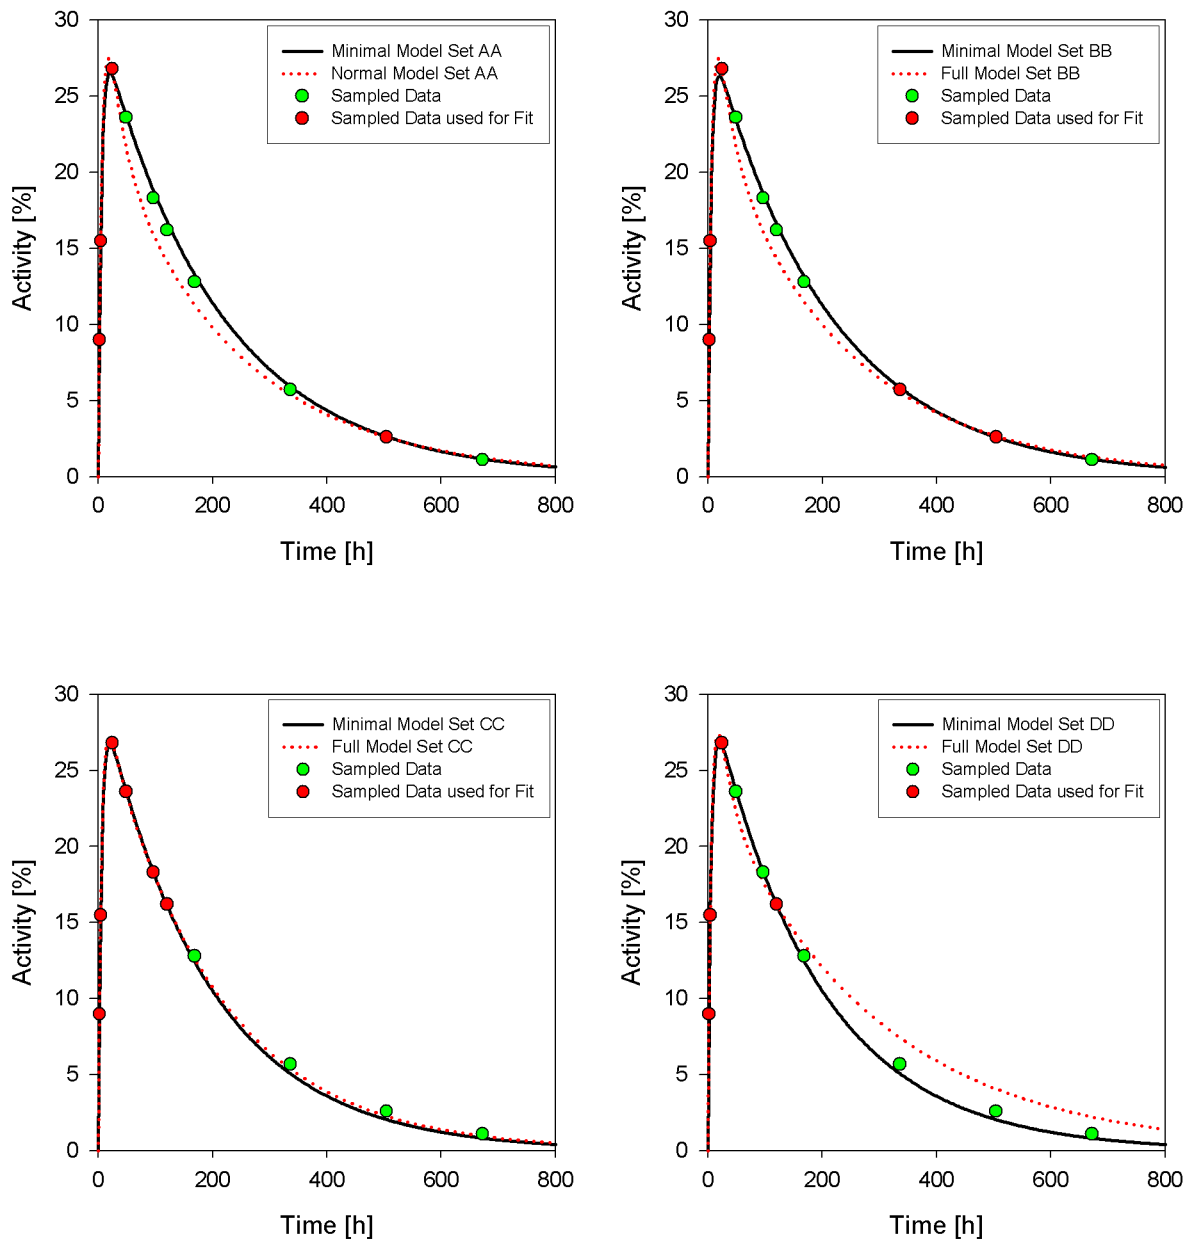 30
25
20
15
10
5
0
0 200 400 600 800
Activity [%]
Time [h]
Minimal Model Set AA
Normal Model Set AA
Sampled Data
Sampled Data used for Fit
30
25
20
15
10
5
0
0 200 400 600 800
Activity [%]
Time [h]
Minimal Model Set BB
Full Model Set BB
Sampled Data
Sampled Data used for Fit
30
25
20
15
10
5
0
0 200 400 600 800
Activity [%]
Time [h]
Minimal Model Set CC
Full Model Set CC
Sampled Data
Sampled Data used for Fit
30
25
20
15
10
5
0
0 200 400 600 800
Activity [%]
Time [h]
Minimal Model Set DD
Full Model Set DD
Sampled Data
Sampled Data used for Fit